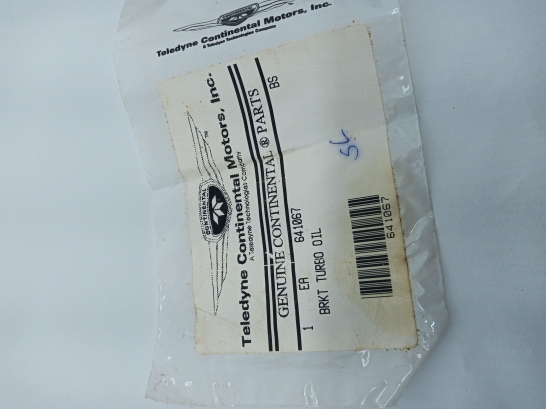 Teledyne Continental Motors, Inc.
A Teledyne Technologies Company
CONTINENTAL
Teledyne Continental Motors, Inc.
A Teledyne Technologies Company
GENUINE CONTINENTAL ® PARTS
BS
1 EA 641067
BRKT TURBO OIL
641067